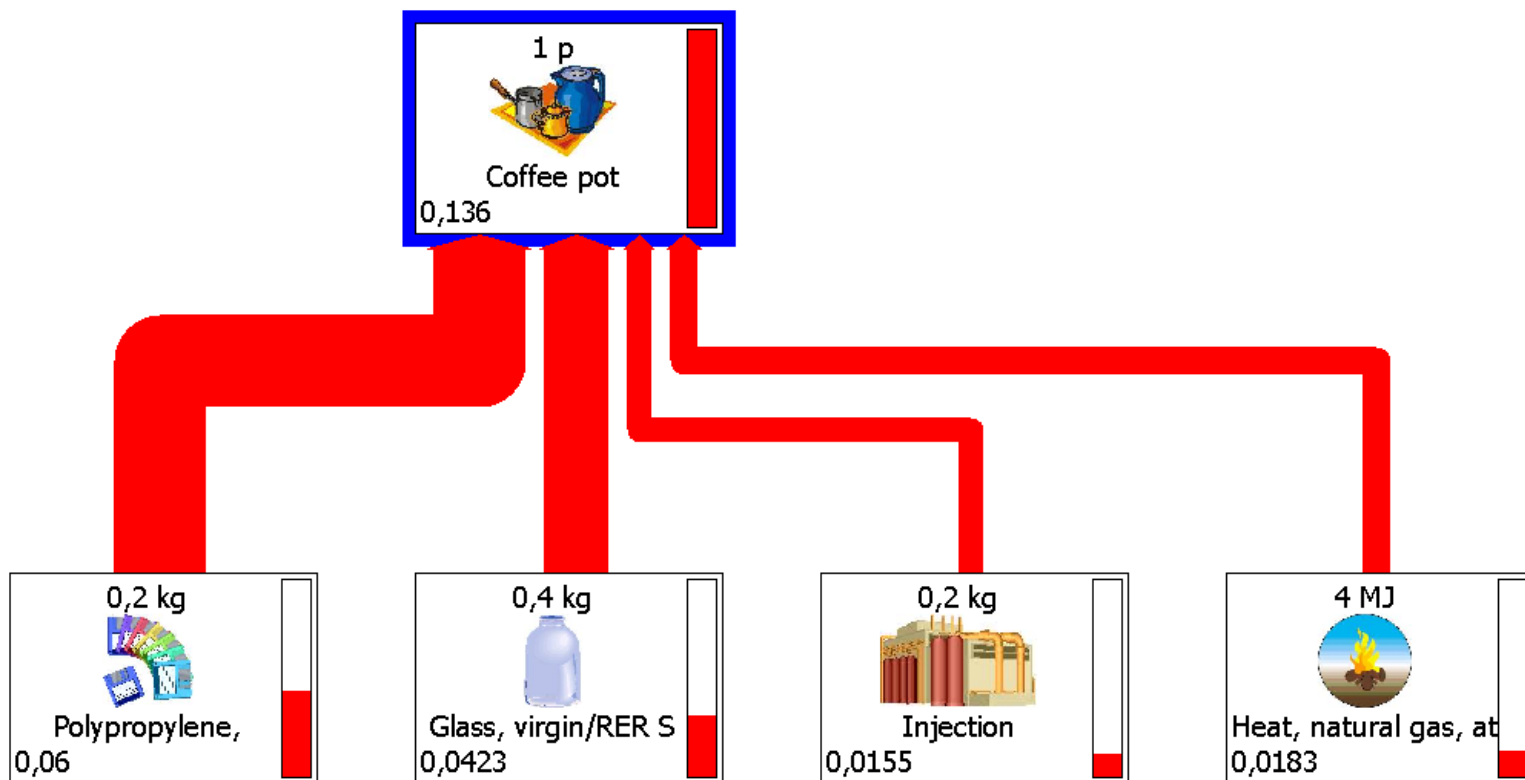 1 p
Coffee pot
0,136
0,2 kg
Polypropylene,
0,06
0,4 kg
Glass, virgin/RER S
0,0423
0,2 kg
Injection
0,0155
4 MJ
Heat, natural gas, at
0,0183